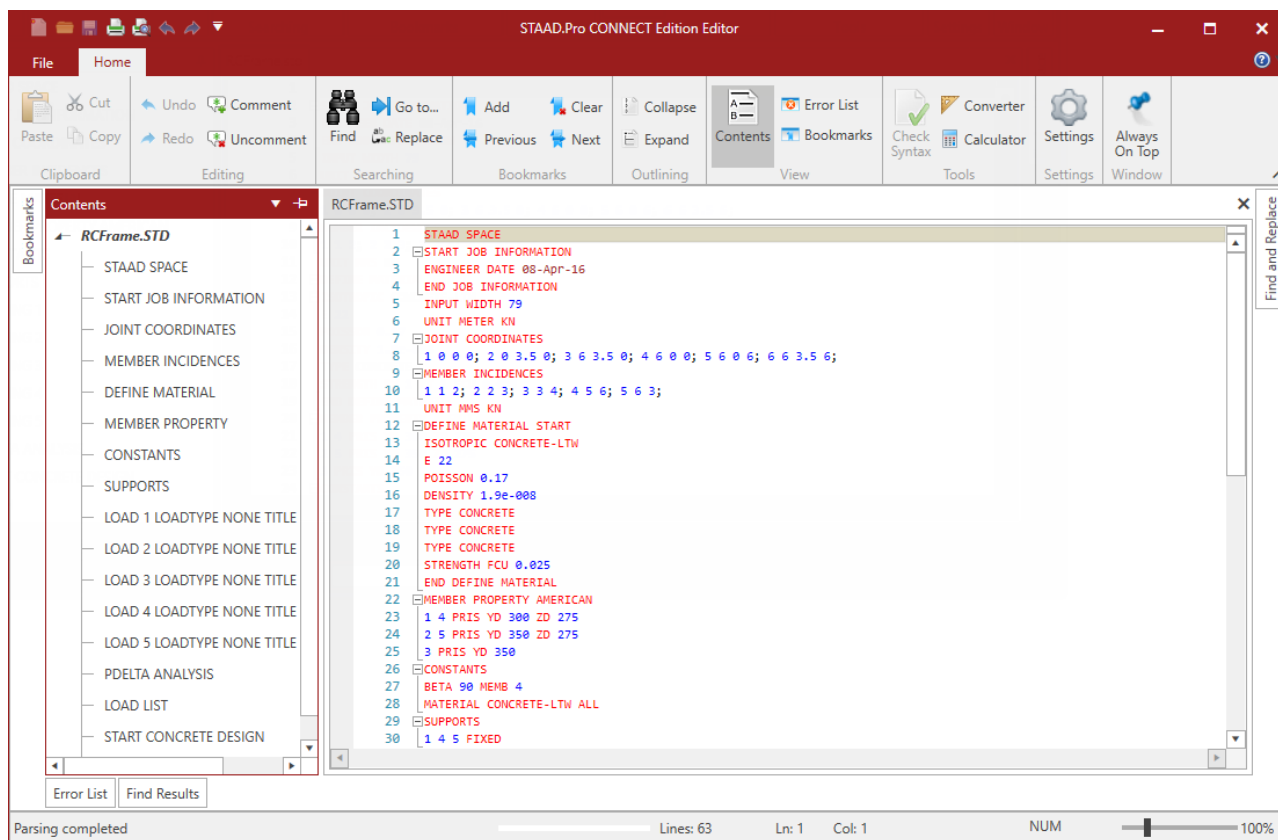 STAAD.Pro CONNECT Edition Editor
File Home
Paste Cut Copy
Clipboard
Undo Comment
Redo Uncomment
Editing
Find Go to... Replace
Searching
Add Clear
Previous Next
Bookmarks
Collapse
Expand
Outlining
Contents Error List
Bookmarks
View
Check Syntax Converter
Calculator
Tools
Settings
Settings
Always On Top
Window
Bookmarks
Contents
RCFrame.STD
STAAD SPACE
START JOB INFORMATION
JOINT COORDINATES
MEMBER INCIDENCES
DEFINE MATERIAL
MEMBER PROPERTY
CONSTANTS
SUPPORTS
LOAD 1 LOADTYPE NONE TITLE
LOAD 2 LOADTYPE NONE TITLE
LOAD 3 LOADTYPE NONE TITLE
LOAD 4 LOADTYPE NONE TITLE
LOAD 5 LOADTYPE NONE TITLE
PDELTA ANALYSIS
LOAD LIST
START CONCRETE DESIGN
RCFrame.STD
1 STAAD SPACE
2 START JOB INFORMATION
3 ENGINEER DATE 08-Apr-16
4 END JOB INFORMATION
5 INPUT WIDTH 79
6 UNIT METER KN
7 JOINT COORDINATES
8 1 0 0 0; 2 0 3.5 0; 3 6 3.5 0; 4 6 0 0; 5 6 0 6; 6 6 3.5 6;
9 MEMBER INCIDENCES
10 1 1 2; 2 2 3; 3 3 4; 4 5 6; 5 6 3;
11 UNIT MMS KN
12 DEFINE MATERIAL START
13 ISOTROPIC CONCRETE-LTW
14 E 22
15 POISSON 0.17
16 DENSITY 1.9e-008
17 TYPE CONCRETE
18 TYPE CONCRETE
19 TYPE CONCRETE
20 STRENGTH FCU 0.025
21 END DEFINE MATERIAL
22 MEMBER PROPERTY AMERICAN
23 1 4 PRIS YD 300 ZD 275
24 2 5 PRIS YD 350 ZD 275
25 3 PRIS YD 350
26 CONSTANTS
27 BETA 90 MEMB 4
28 MATERIAL CONCRETE-LTW ALL
29 SUPPORTS
30 1 4 5 FIXED
Find and Replace
Error List Find Results
Parsing completed Lines: 63 Ln: 1 Col: 1 NUM 100%